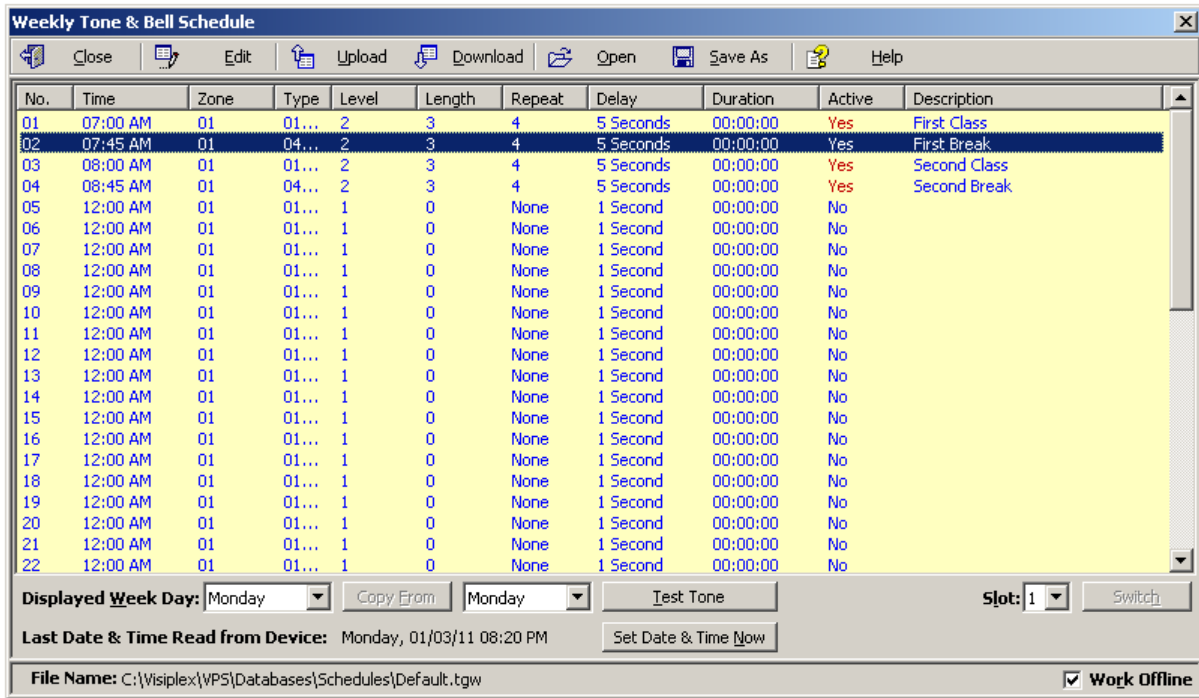 Weekly Tone & Bell Schedule
Close Edit Upload Download Open Save As Help
No. Time Zone Type Level Length Repeat Delay Duration Active Description
01 07:00 AM 01 01... 2 3 4 5 Seconds 00:00:00 Yes First Class
02 07:45 AM 01 04... 2 3 4 5 Seconds 00:00:00 Yes First Break
03 08:00 AM 01 01... 2 3 4 5 Seconds 00:00:00 Yes Second Class
04 08:45 AM 01 04... 2 3 4 5 Seconds 00:00:00 Yes Second Break
05 12:00 AM 01 01... 1 0 None 1 Second 00:00:00 No
06 12:00 AM 01 01... 1 0 None 1 Second 00:00:00 No
07 12:00 AM 01 01... 1 0 None 1 Second 00:00:00 No
08 12:00 AM 01 01... 1 0 None 1 Second 00:00:00 No
09 12:00 AM 01 01... 1 0 None 1 Second 00:00:00 No
10 12:00 AM 01 01... 1 0 None 1 Second 00:00:00 No
11 12:00 AM 01 01... 1 0 None 1 Second 00:00:00 No
12 12:00 AM 01 01... 1 0 None 1 Second 00:00:00 No
13 12:00 AM 01 01... 1 0 None 1 Second 00:00:00 No
14 12:00 AM 01 01... 1 0 None 1 Second 00:00:00 No
15 12:00 AM 01 01... 1 0 None 1 Second 00:00:00 No
16 12:00 AM 01 01... 1 0 None 1 Second 00:00:00 No
17 12:00 AM 01 01... 1 0 None 1 Second 00:00:00 No
18 12:00 AM 01 01... 1 0 None 1 Second 00:00:00 No
19 12:00 AM 01 01... 1 0 None 1 Second 00:00:00 No
20 12:00 AM 01 01... 1 0 None 1 Second 00:00:00 No
21 12:00 AM 01 01... 1 0 None 1 Second 00:00:00 No
22 12:00 AM 01 01... 1 0 None 1 Second 00:00:00 No
Displayed Week Day: Monday Copy From Monday Test Tone Slot: 1 Switch
Last Date & Time Read from Device: Monday, 01/03/11 08:20 PM Set Date & Time Now
File Name: C:\Visiplex\VPS\Databases\Schedules\Default.tgw Work Offline